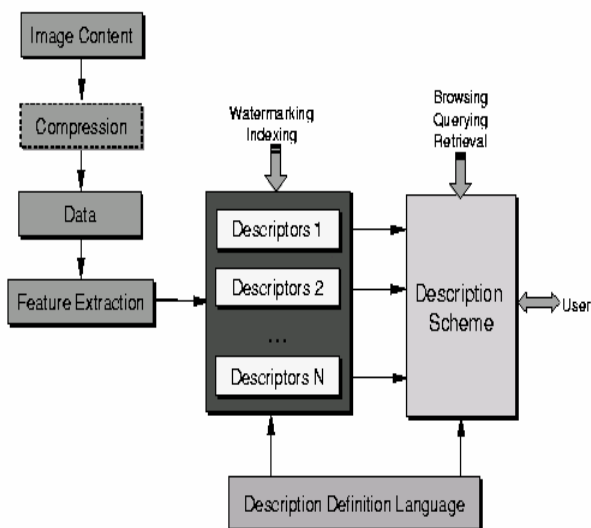 Image Content
Compression
Data
Feature Extraction
Watermarking
Indexing
Descriptors 1
Descriptors 2
...
Descriptors N
Browsing
Querying
Retrieval
Description
Scheme
User
Description Definition Language